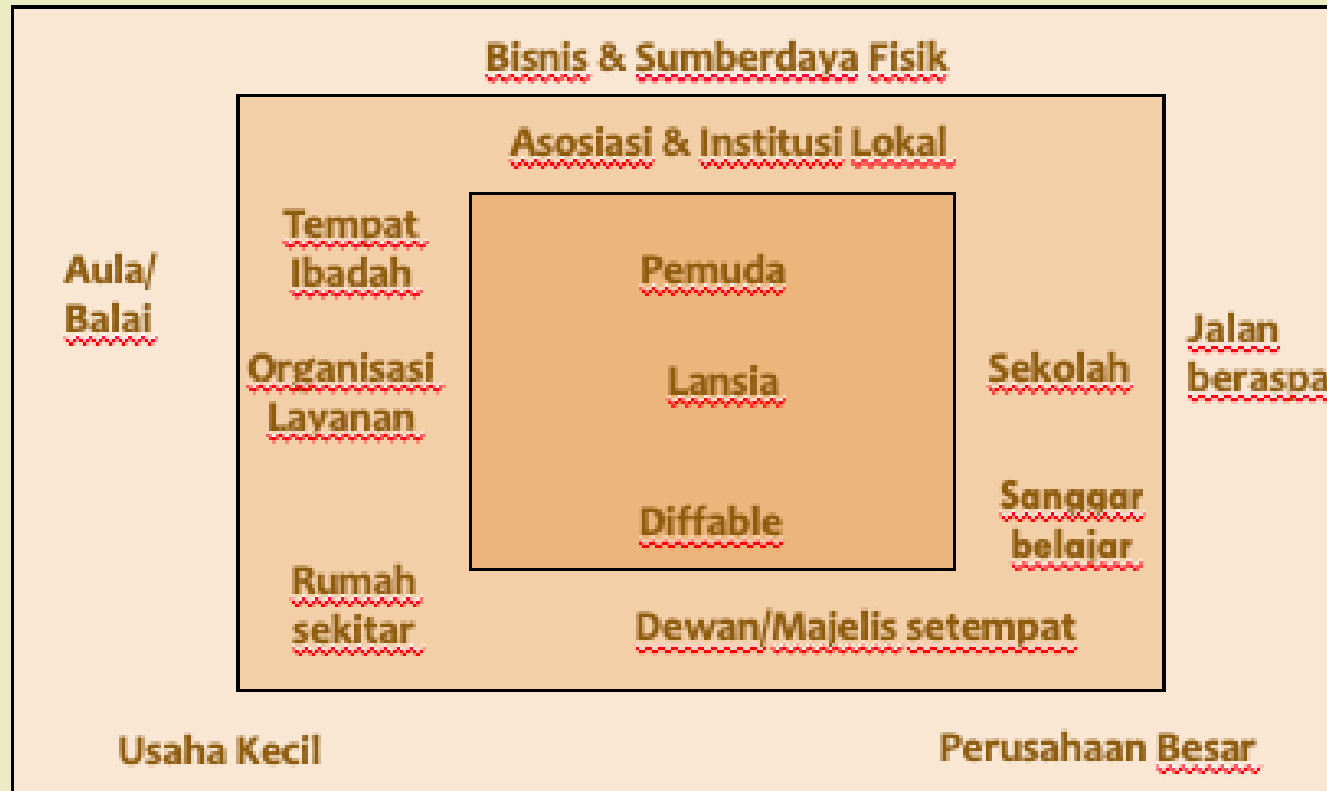 Bisnis & Sumberdaya Fisik
Asosiasi & Institusi Lokal
Tempat
Ibadah
Aula/
Balai
Pemuda
Jalan
beraspa
Organisasi
Layanan
Lansia
Sekolah
Sanggar
belajar
Diffable
Rumah
sekitar
Dewan/Majelis setempat
Usaha Kecil
Perusahaan Besar